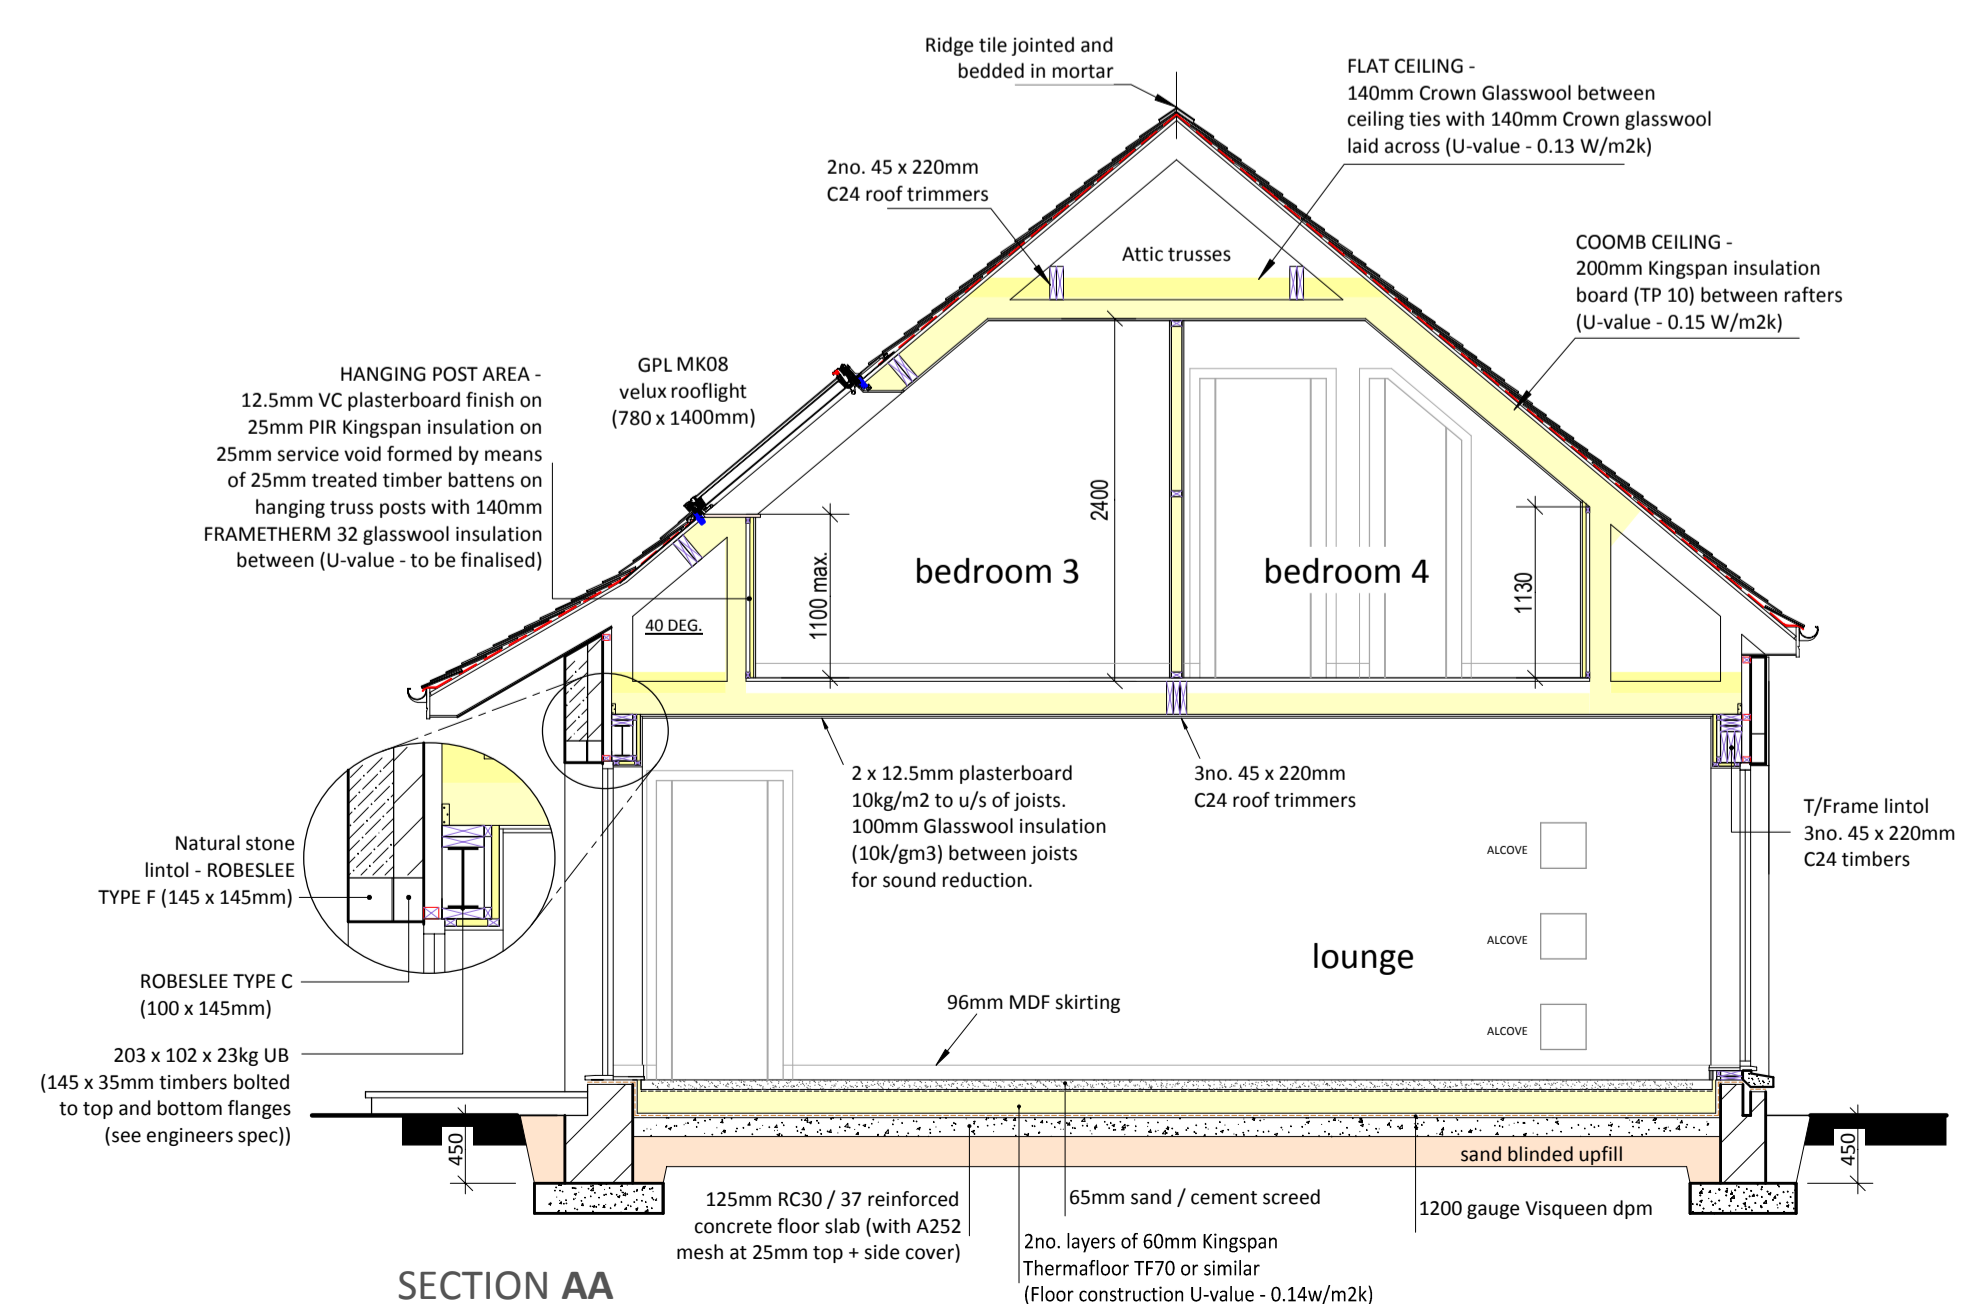 Ridge tile jointed and
bedded in mortar
FLAT CEILING -
140mm Crown Glasswool between
ceiling ties with 140mm Crown glasswool
laid across (U-value - 0.13 W/m2k)
2no. 45 x 220mm
C24 roof trimmers
Attic trusses
COOMB CEILING -
200mm Kingspan insulation
board (TP 10) between rafters
(U-value - 0.15 W/m2k)
GPL MK08
velux rooflight
(780 x 1400mm)
HANGING POST AREA -
12.5mm VC plasterboard finish on
25mm PIR Kingspan insulation on
25mm service void formed by means
of 25mm treated timber battens on
hanging truss posts with 140mm
FRAMETHERM 32 glasswool insulation
between (U-value - to be finalised)
2400
1100 max.
bedroom 3
bedroom 4
1130
40 DEG.
2 x 12.5mm plasterboard
10kg/m2 to u/s of joists.
100mm Glasswool insulation
(10k/gm3) between joists
for sound reduction.
3no. 45 x 220mm
C24 roof trimmers
T/Frame lintol
3no. 45 x 220mm
C24 timbers
Natural stone
lintol - ROBESLEE
TYPE F (145 x 145mm)
ALCOVE
ALCOVE
ALCOVE
lounge
ROBESLEE TYPE C
(100 x 145mm)
96mm MDF skirting
203 x 102 x 23kg UB
(145 x 35mm timbers bolted
to top and bottom flanges
(see engineers spec))
450
450
sand blinded upfill
125mm RC30 / 37 reinforced
concrete floor slab (with A252
mesh at 25mm top + side cover)
65mm sand / cement screed
1200 gauge Visqueen dpm
2no. layers of 60mm Kingspan
Thermafloor TF70 or similar
(Floor construction U-value - 0.14w/m2k)
SECTION AA